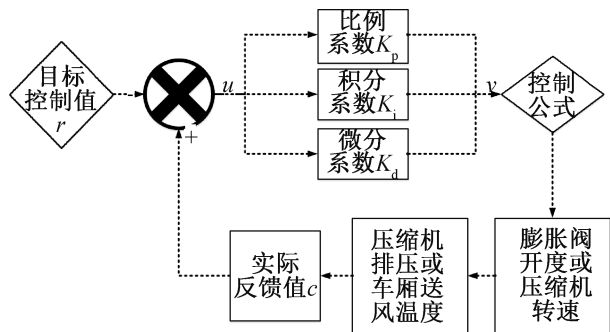 目标
控制值
r
-
+
u
比例
系数Kp
积分
系数Ki
微分
系数Kd
y
控制
公式
膨胀阀
开度或
压缩机
转速
压缩机
排压或
车厢送
风温度
实际
反馈值c